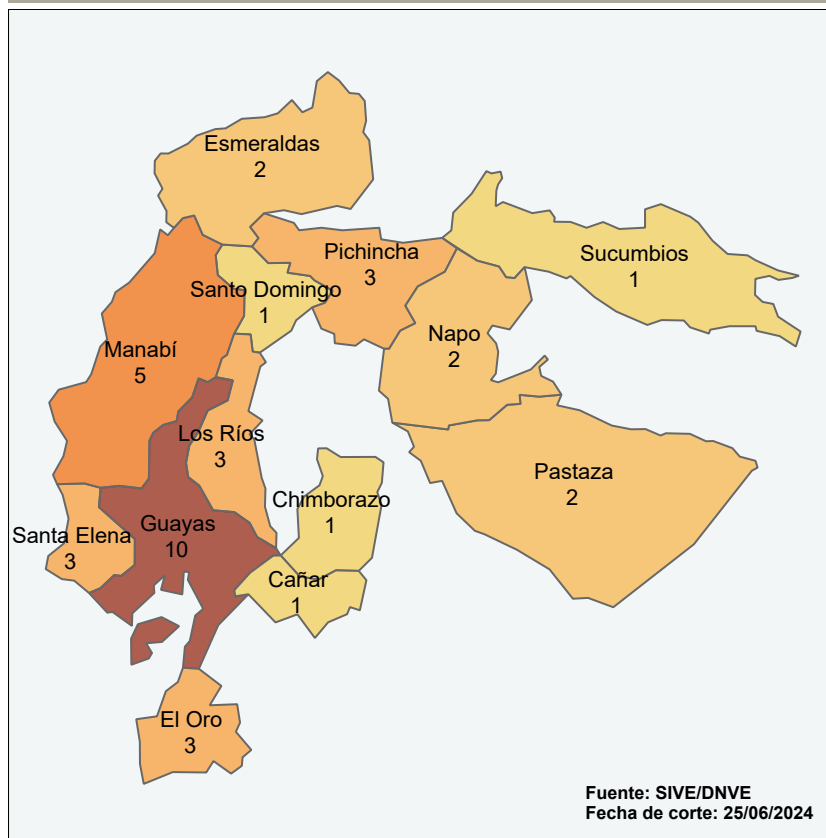 Esmeraldas
2
Pichincha
3
Sucumbios
1
Santo Domingo
1
Napo
2
Manabí
5
Los Ríos
3
Pastaza
2
Chimborazo
1
Guayas
10
Santa Elena
3
Cañar
1
El Oro
3
Fuente: SIVE/DNVE
Fecha de corte: 25/06/2024